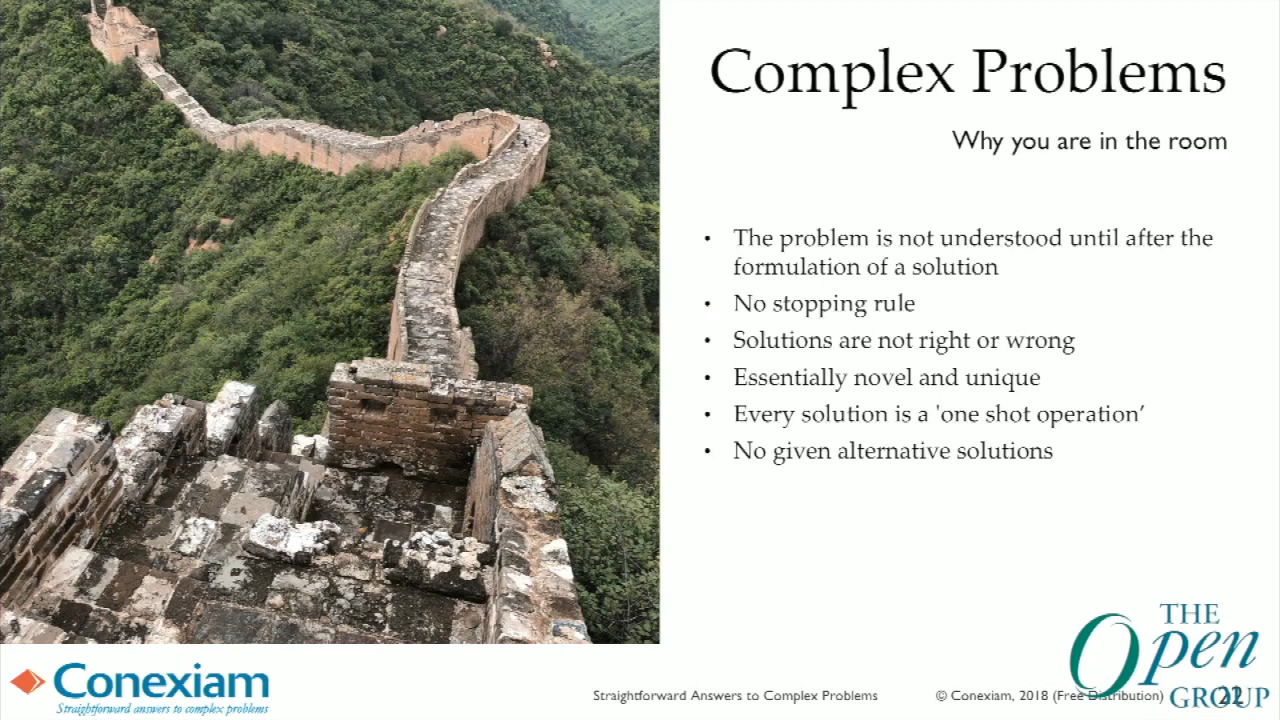 Complex Problems
Why you are in the room
• The problem is not understood until after the
formulation of a solution
• No stopping rule
• Solutions are not right or wrong
• Essentially novel and unique
• Every solution is a 'one shot operation’
• No given alternative solutions
Conexiam
Straightforward answers to complex problems
Straightforward Answers to Complex Problems
© Conexiam, 2018 (Free Distribution)
22
THE
Open
GROUP